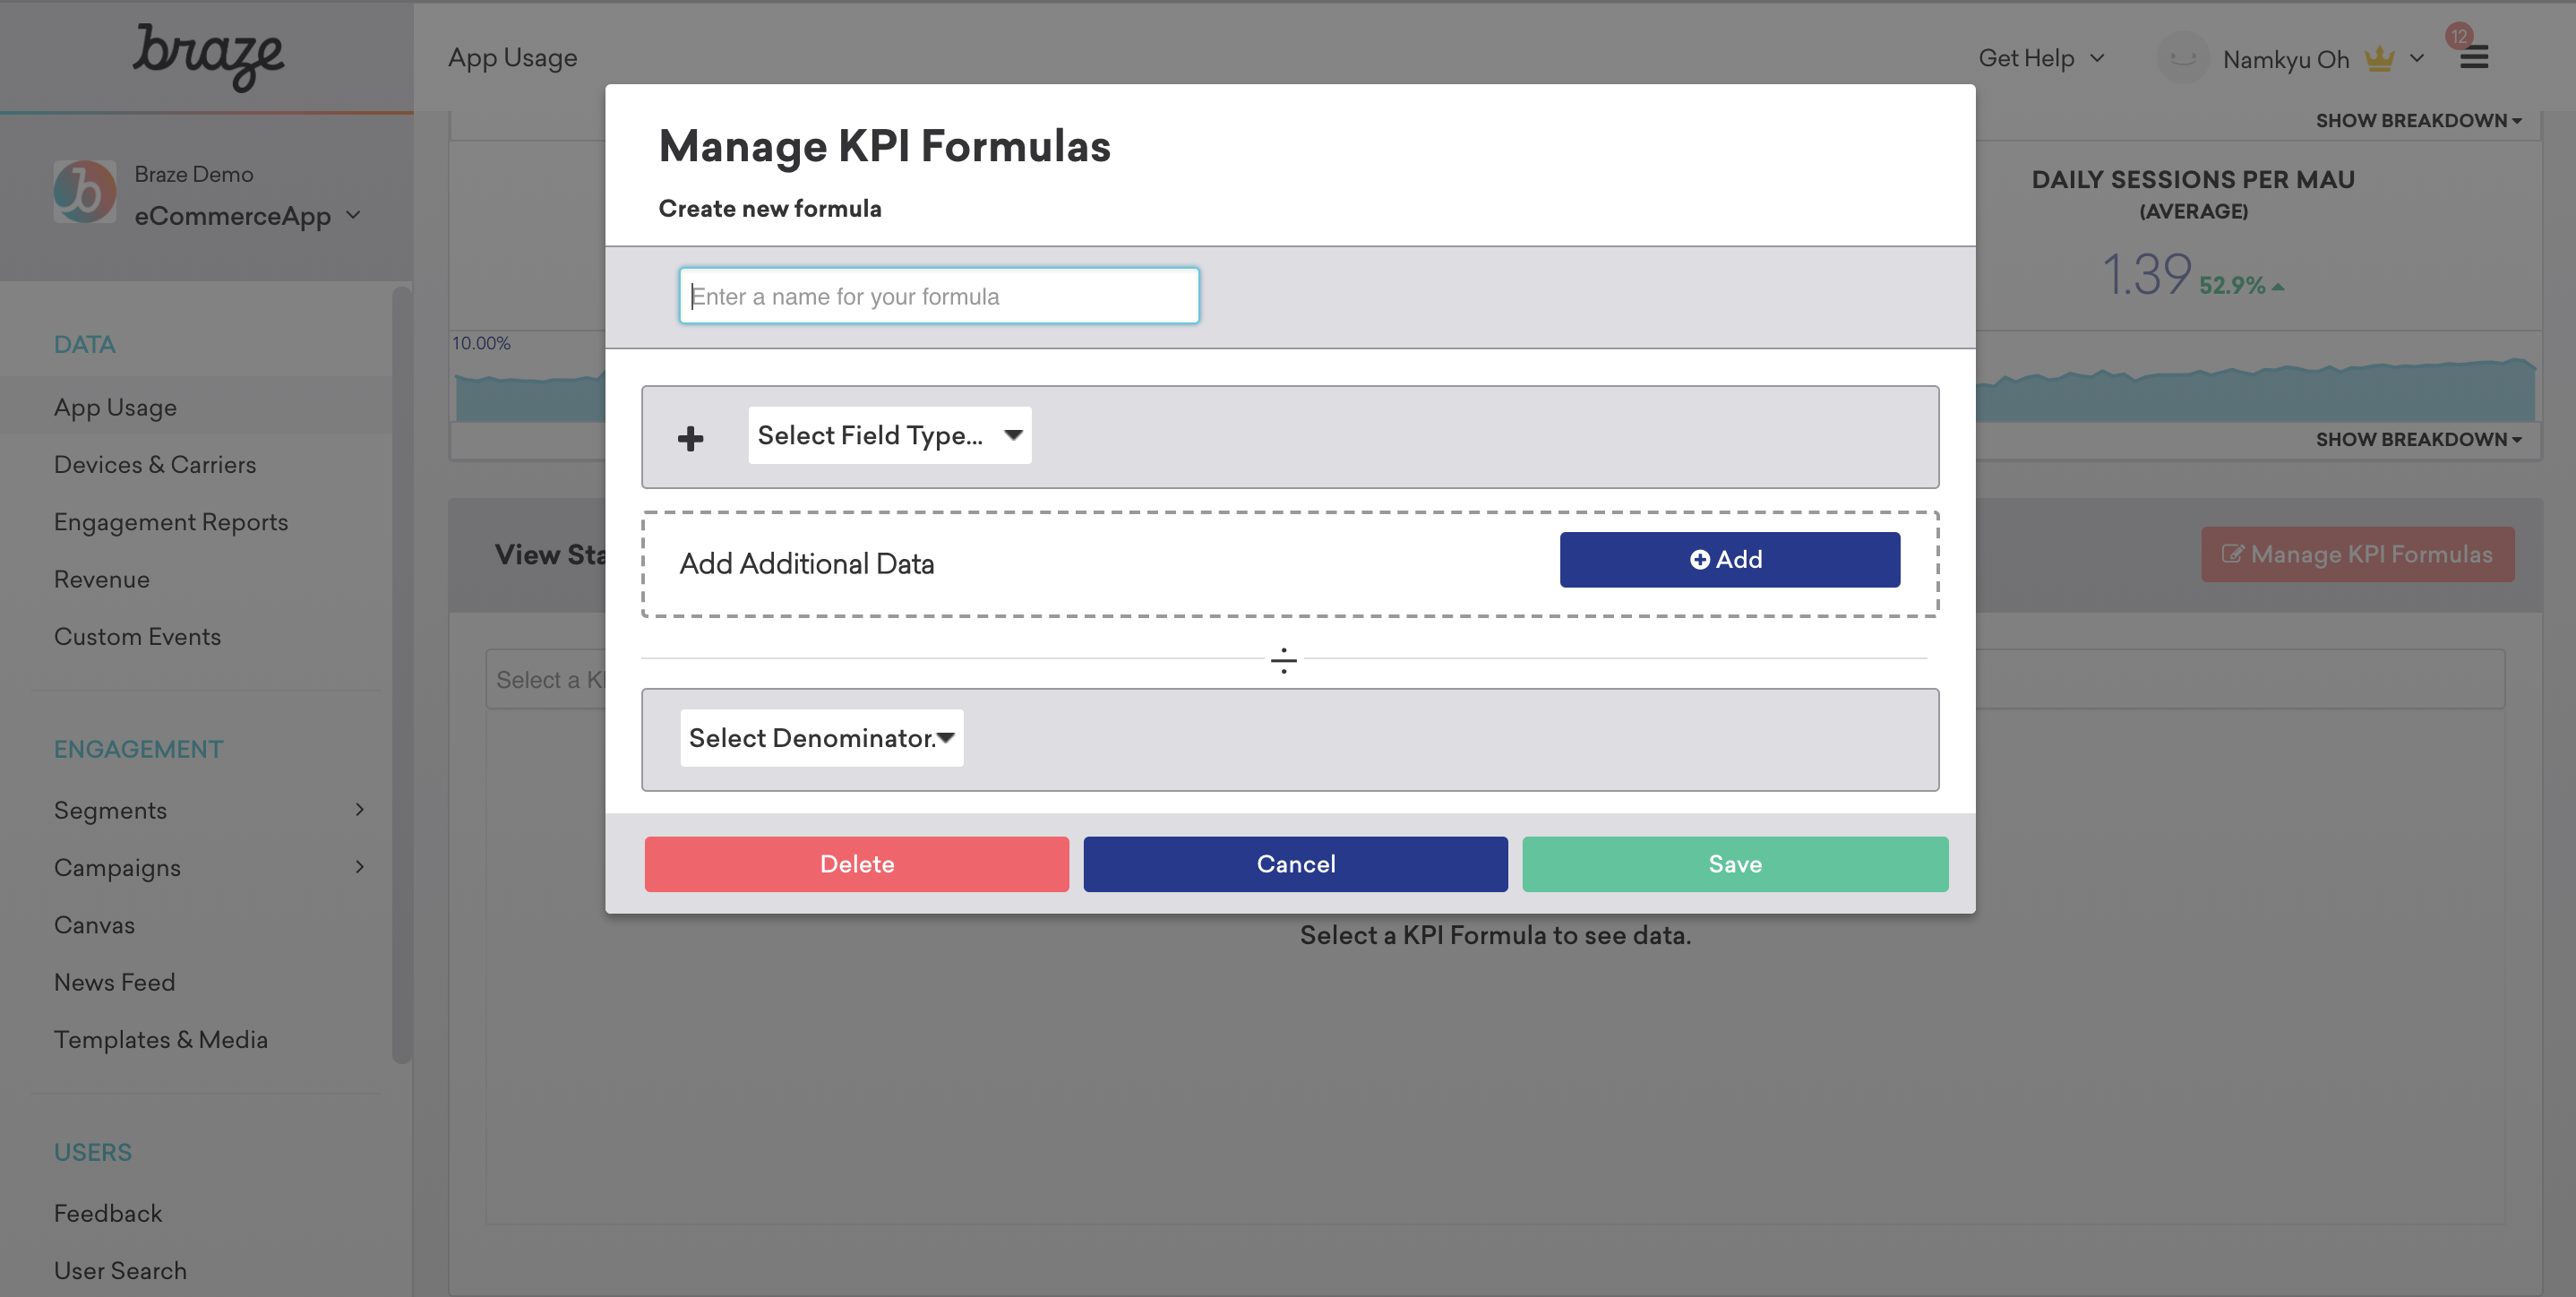 braze
App Usage
Get Help
Namkyu Oh
12
Braze Demo
eCommerceApp
DATA
App Usage
Devices & Carriers
Engagement Reports
Revenue
Custom Events
ENGAGEMENT
Segments
Campaigns
Canvas
News Feed
Templates & Media
USERS
Feedback
User Search
SHOW BREAKDOWN
DAILY SESSIONS PER MAU
(AVERAGE)
1.39 52.9%
10.00%
SHOW BREAKDOWN
View Sta
Manage KPI Formulas
Select a K
Select a KPI Formula to see data.
Manage KPI Formulas
Create new formula
Enter a name for your formula
+ Select Field Type...
Add Additional Data
Add
÷
Select Denominator.
Delete
Cancel
Save